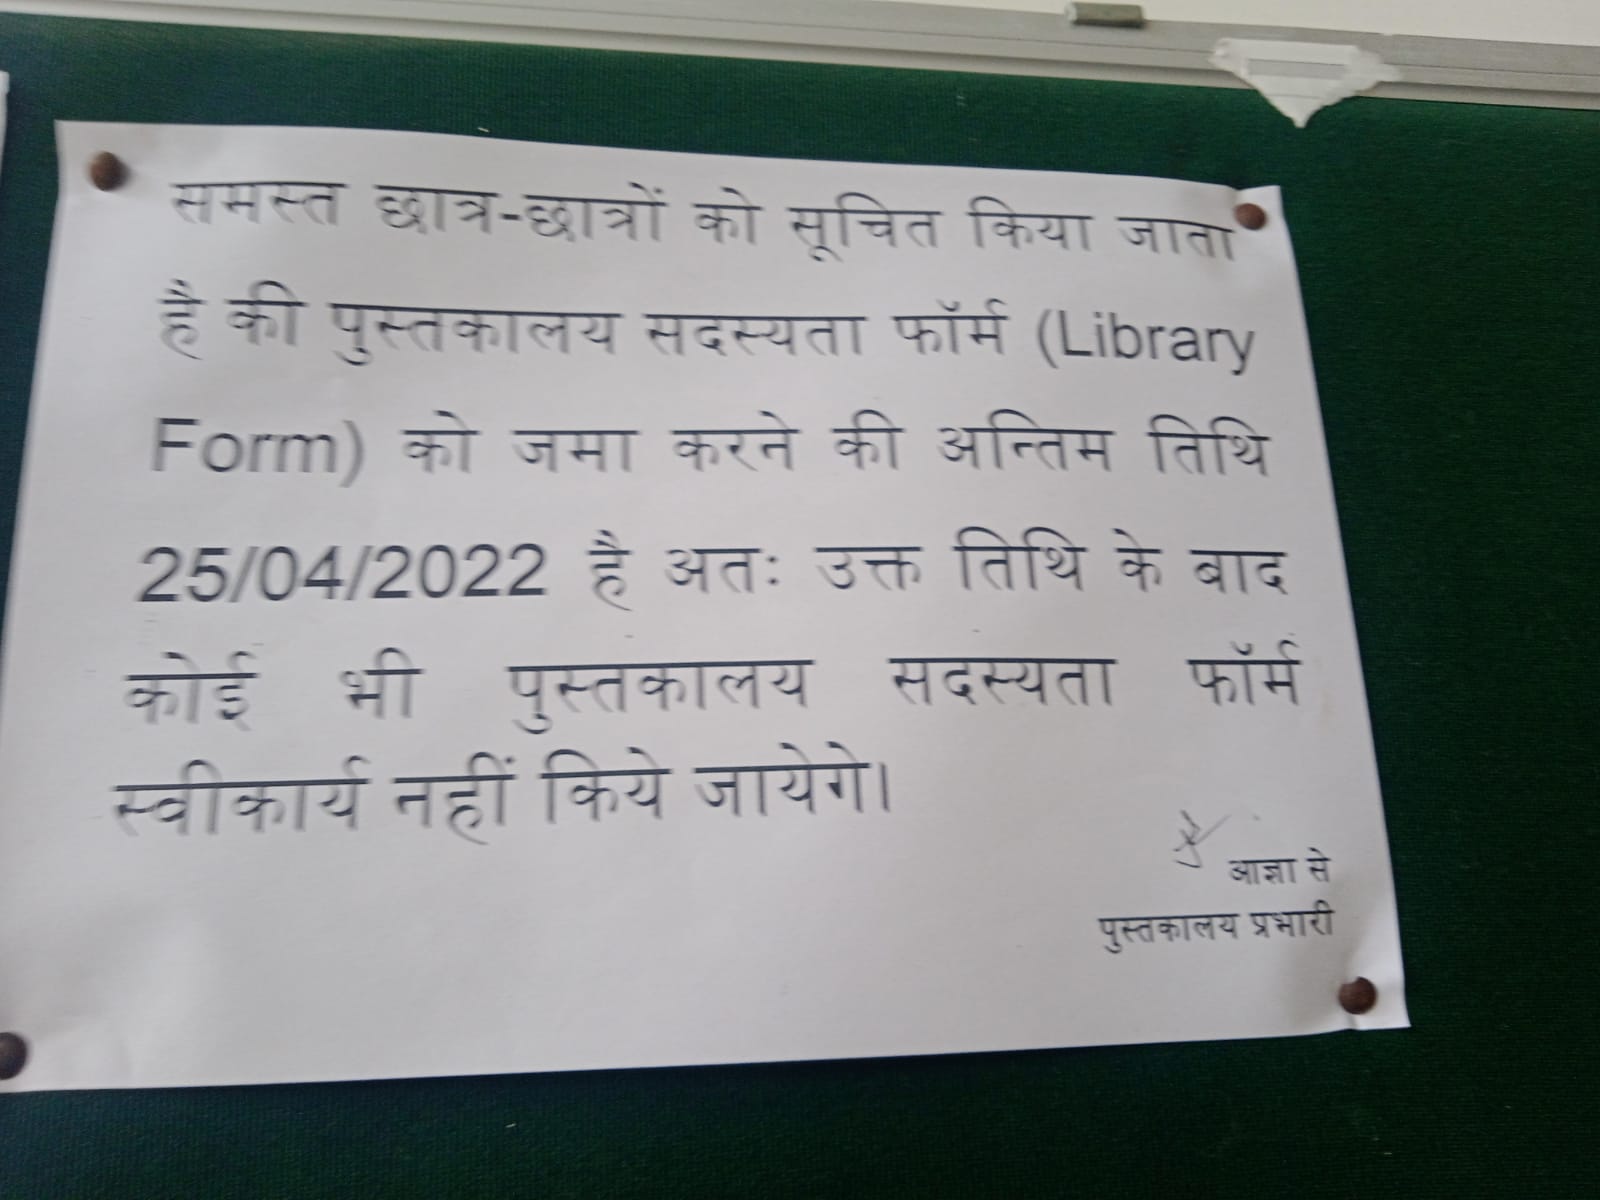 समस्त छात्र-छात्रों को सूचित किया जाता
है की पुस्तकालय सदस्यता फॉर्म (Library
Form) को जमा करने की अन्तिम तिथि
25/04/2022 है अतः उक्त तिथि के बाद
कोई भी पुस्तकालय सदस्यता फॉर्म
स्वीकार्य नहीं किये जायेगे।
आज्ञा से
पुस्तकालय प्रभारी